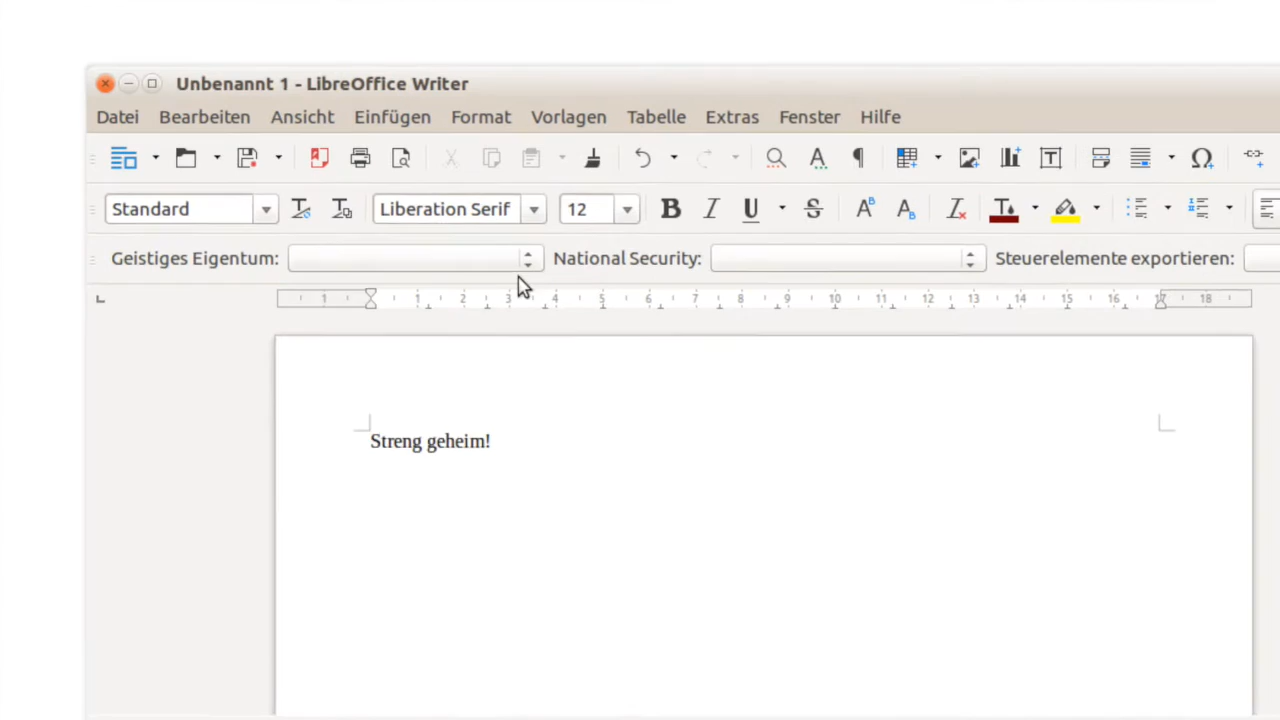 Unbenannt 1 - LibreOffice Writer
Datei Bearbeiten Ansicht Einfügen Format Vorlagen Tabelle Extras Fenster Hilfe
Standard Liberation Serif 12
Geistiges Eigentum: National Security: Steuerelemente exportieren:
1 1 2 3 4 5 6 7 8 9 10 11 12 13 14 15 16 17 18
Streng geheim!